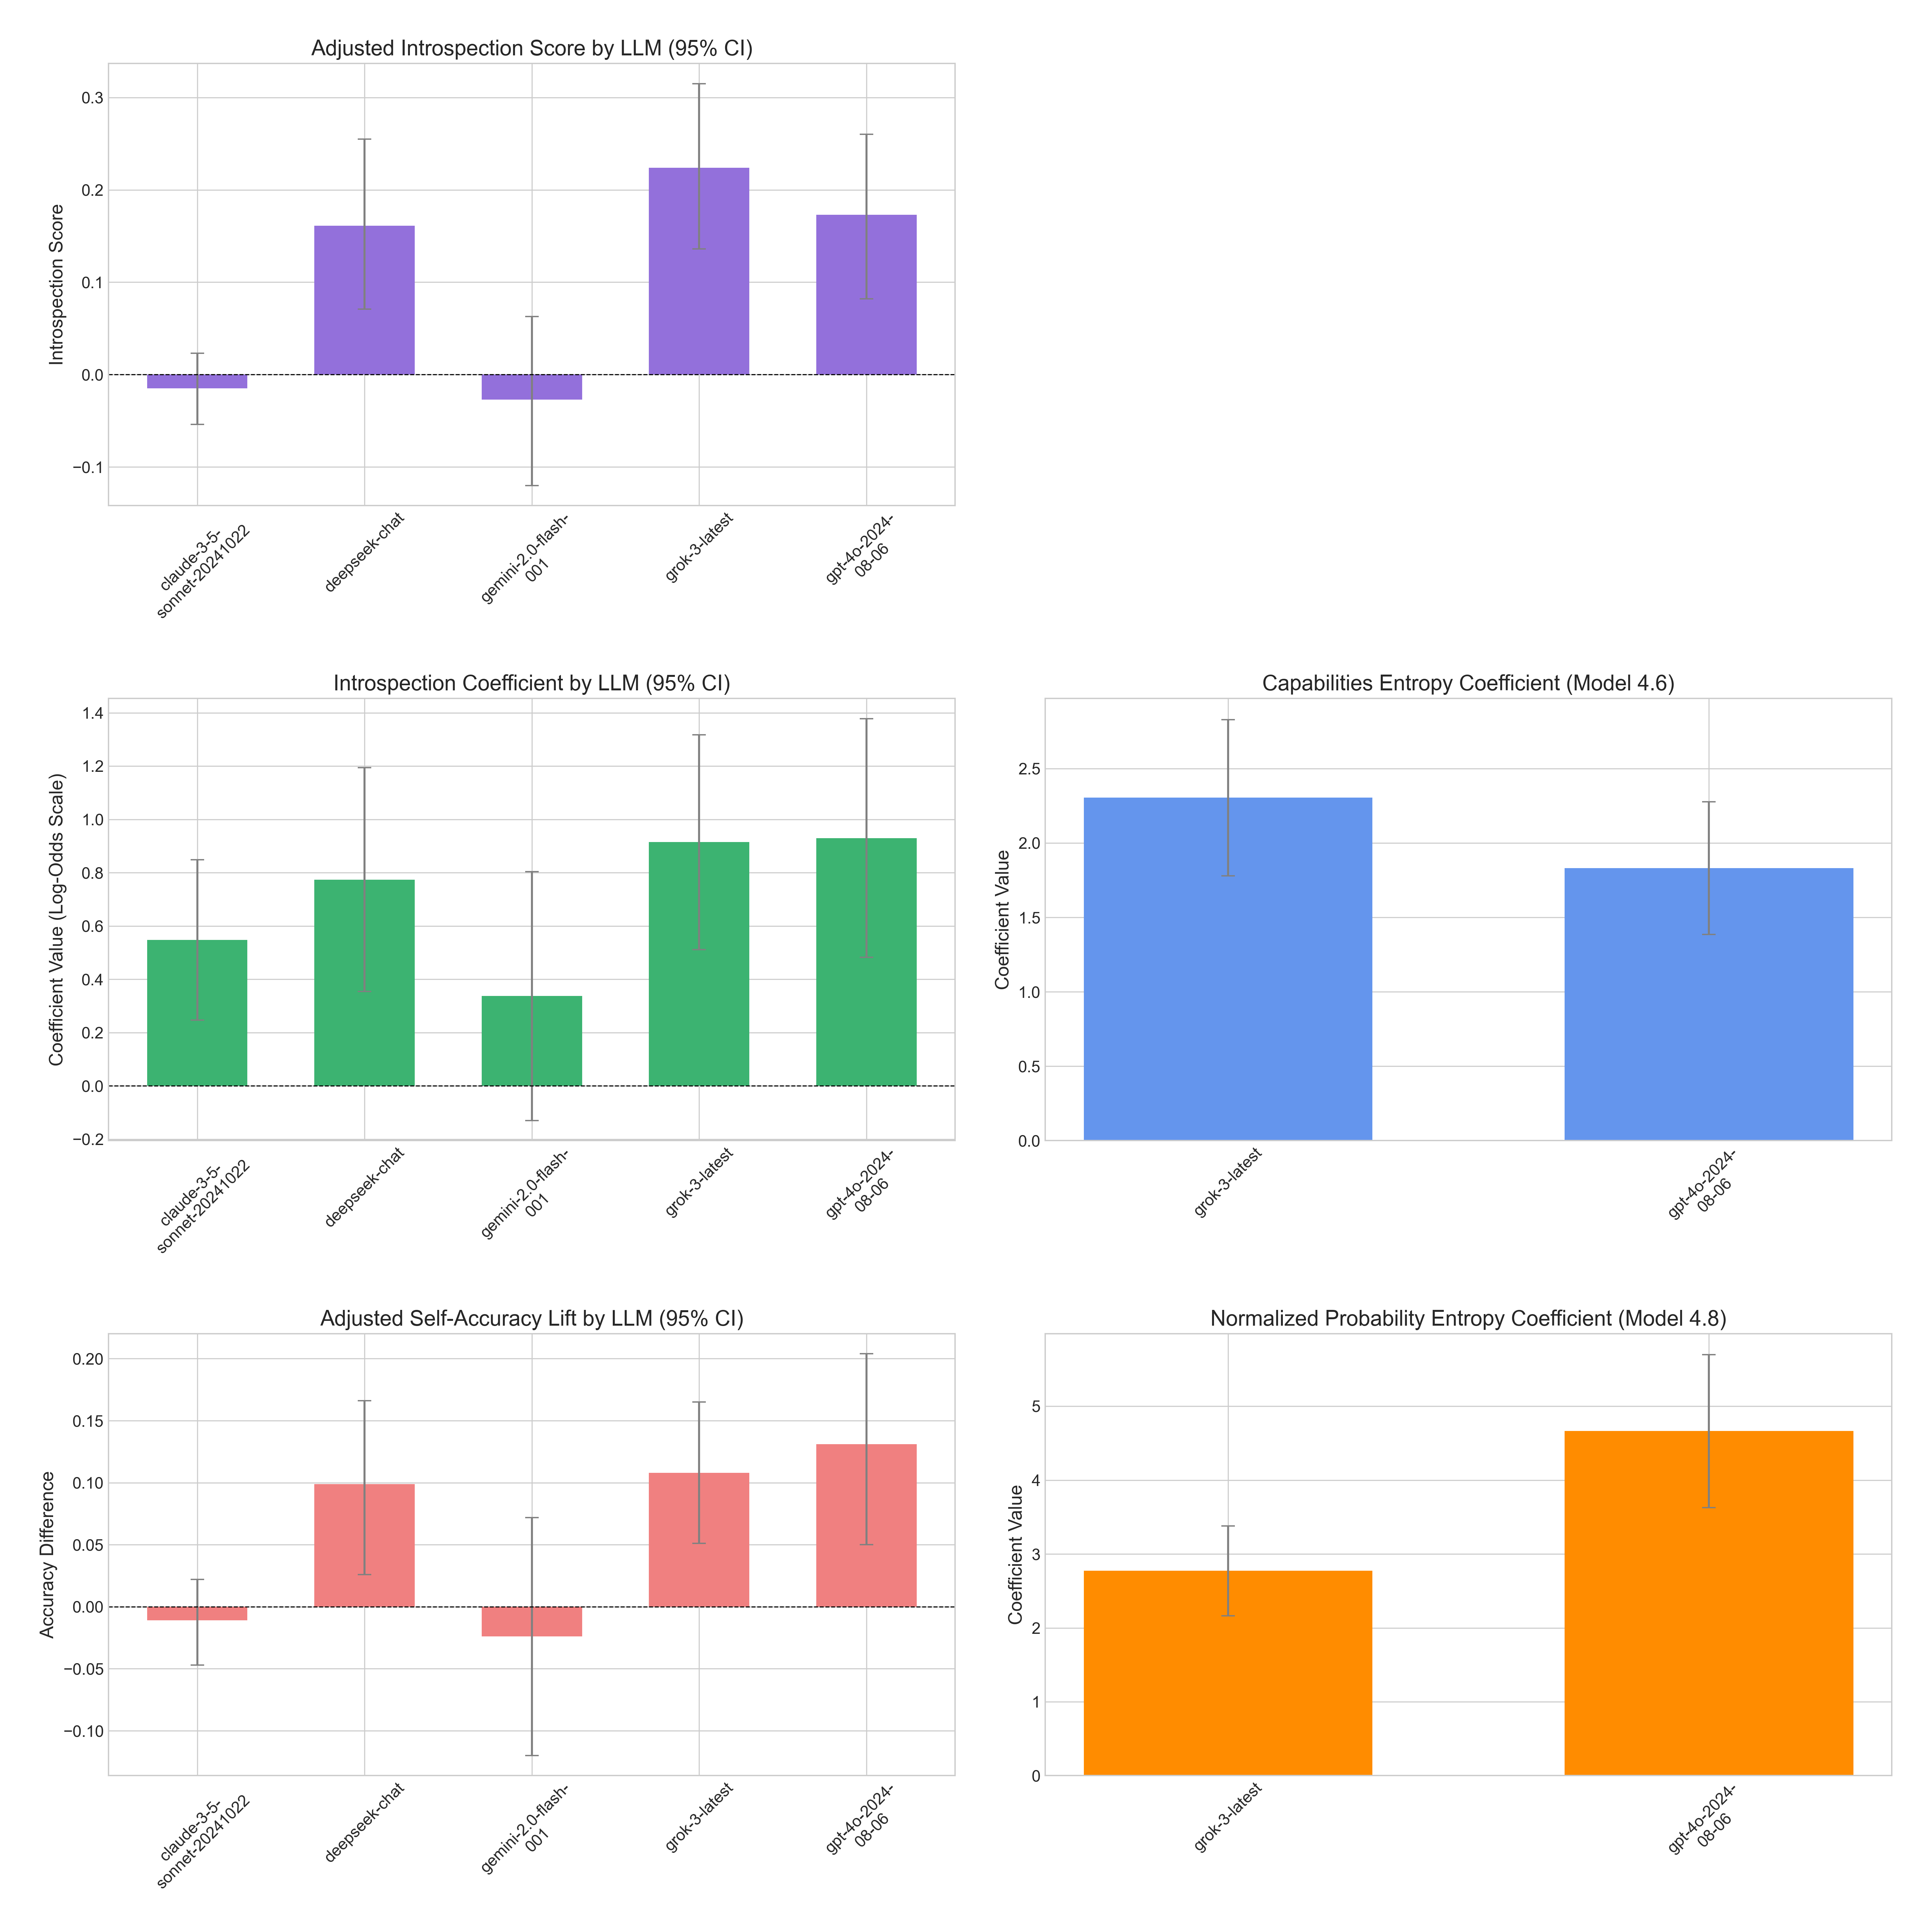 Adjusted Introspection Score by LLM (95% CI)
Introspection Score
0.3
0.2
0.1
0.0
−0.1
claude-3-5-
sonnet-20241022
deepseek-chat
gemini-2.0-flash-
001
grok-3-latest
gpt-4o-2024-
08-06
Introspection Coefficient by LLM (95% CI)
Coefficient Value (Log-Odds Scale)
1.4
1.2
1.0
0.8
0.6
0.4
0.2
0.0
−0.2
claude-3-5-
sonnet-20241022
deepseek-chat
gemini-2.0-flash-
001
grok-3-latest
gpt-4o-2024-
08-06
Capabilities Entropy Coefficient (Model 4.6)
Coefficient Value
2.5
2.0
1.5
1.0
0.5
0.0
grok-3-latest
gpt-4o-2024-
08-06
Adjusted Self-Accuracy Lift by LLM (95% CI)
Accuracy Difference
0.20
0.15
0.10
0.05
0.00
−0.05
−0.10
claude-3-5-
sonnet-20241022
deepseek-chat
gemini-2.0-flash-
001
grok-3-latest
gpt-4o-2024-
08-06
Normalized Probability Entropy Coefficient (Model 4.8)
Coefficient Value
5
4
3
2
1
0
grok-3-latest
gpt-4o-2024-
08-06